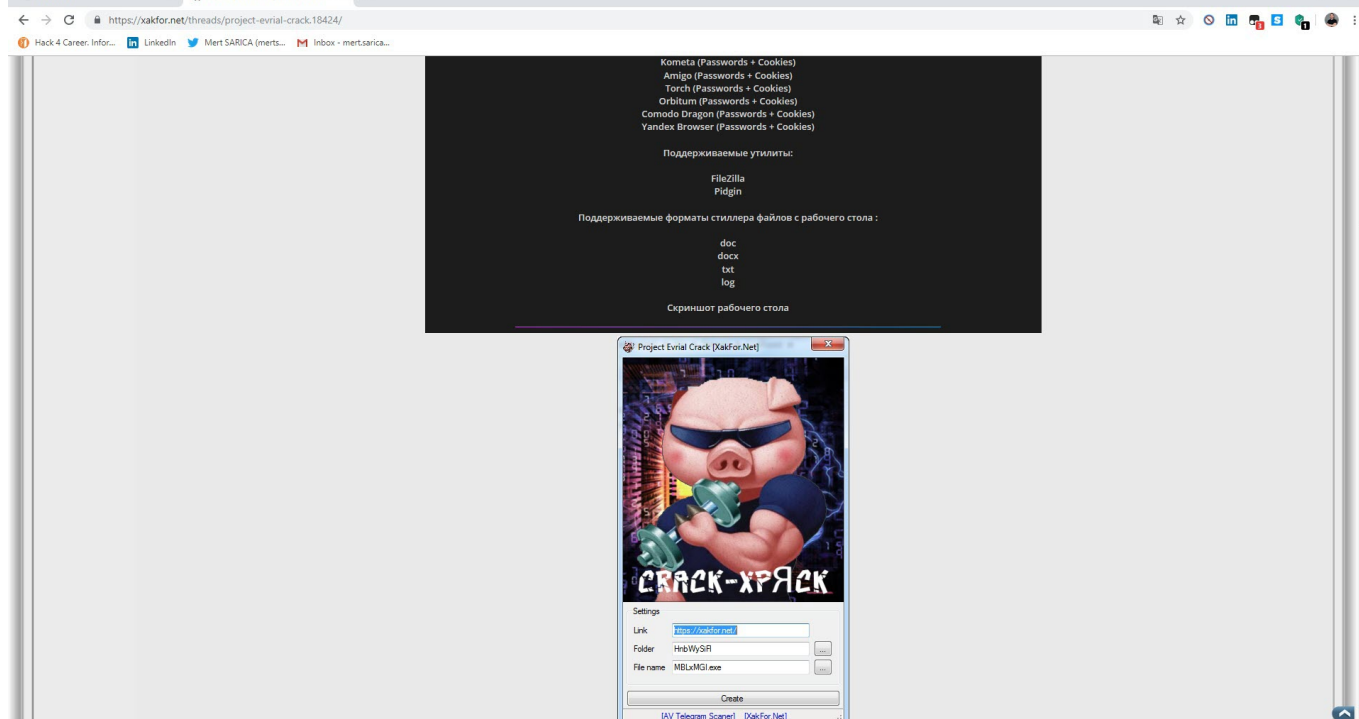 https://xakfor.net/threads/project-evrial-crack.18424/
Hack 4 Career. Infor...
LinkedIn
Mert SARICA (merts...
Inbox - mert.sarica...
Kometa (Passwords + Cookies)
Amigo (Passwords + Cookies)
Torch (Passwords + Cookies)
Orbitum (Passwords + Cookies)
Comodo Dragon (Passwords + Cookies)
Yandex Browser (Passwords + Cookies)
Поддерживаемые утилиты:
FileZilla
Pidgin
Поддерживаемые форматы стиллера файлов с рабочего стола :
doc
docx
txt
log
Скриншот рабочего стола
Project Evrial Crack [XakFor.Net]
CRACK-XPЯCK
Settings
Link https://xakfor.net/
Folder HnbWySiFl
File name MBLxMGl.exe
Create
[AV Telegram Scaner] [XakFor.Net]